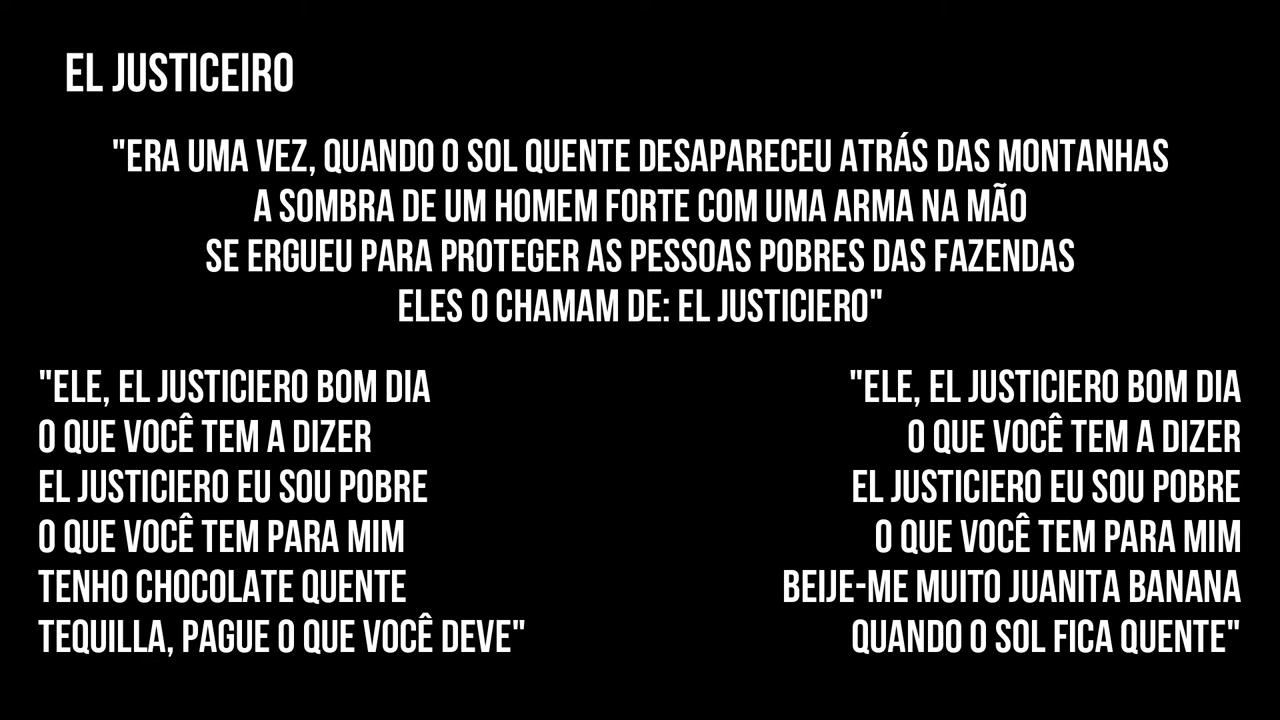 EL JUSTICEIRO
"ERA UMA VEZ, QUANDO O SOL QUENTE DESAPARECEU ATRÁS DAS MONTANHAS
A SOMBRA DE UM HOMEM FORTE COM UMA ARMA NA MÃO
SE ERGUEU PARA PROTEGER AS PESSOAS POBRES DAS FAZENDAS
ELES O CHAMAM DE: EL JUSTICIERO"
"ELE, EL JUSTICIERO BOM DIA
O QUE VOCÊ TEM A DIZER
EL JUSTICIERO EU SOU POBRE
O QUE VOCÊ TEM PARA MIM
TENHO CHOCOLATE QUENTE
TEQUILLA, PAGUE O QUE VOCÊ DEVE"
"ELE, EL JUSTICIERO BOM DIA
O QUE VOCÊ TEM A DIZER
EL JUSTICIERO EU SOU POBRE
O QUE VOCÊ TEM PARA MIM
BEIJE-ME MUITO JUANITA BANANA
QUANDO O SOL FICA QUENTE"